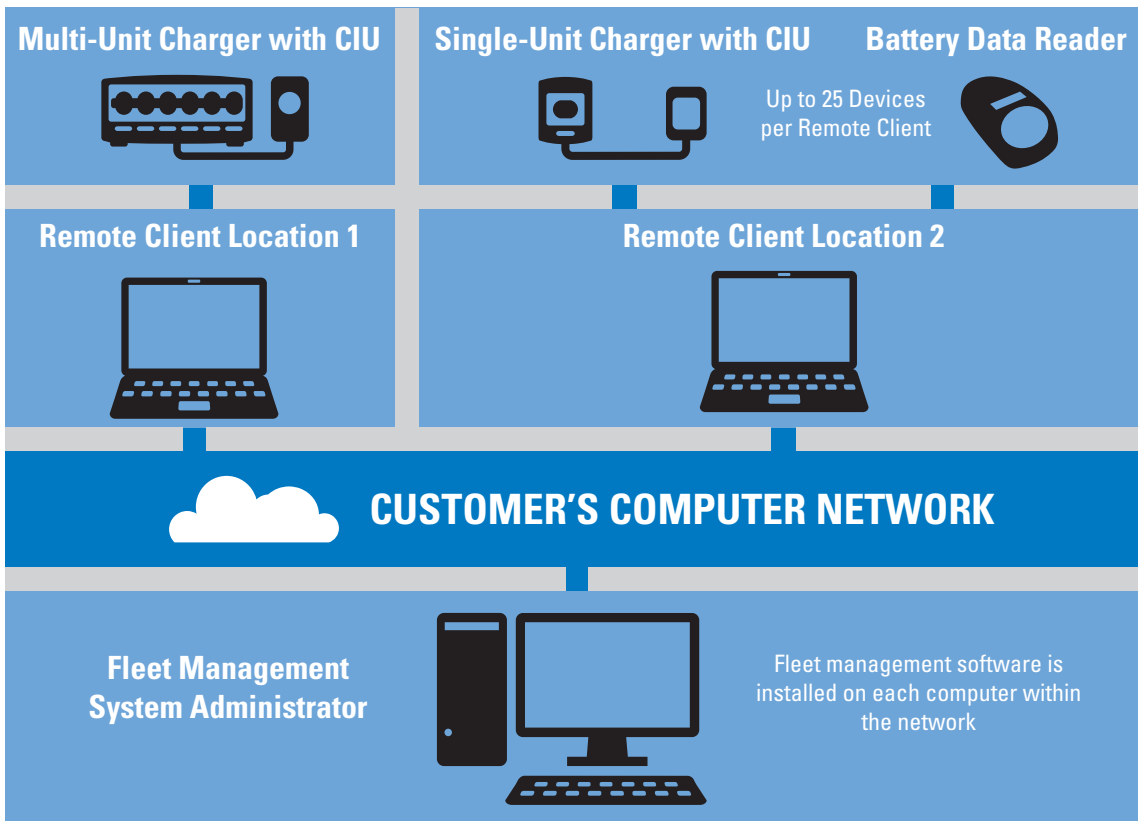 Multi-Unit Charger with CIU
Single-Unit Charger with CIU
Battery Data Reader
Up to 25 Devices
per Remote Client
Remote Client Location 1
Remote Client Location 2
CUSTOMER'S COMPUTER NETWORK
Fleet Management
System Administrator
Fleet management software is
installed on each computer within
the network